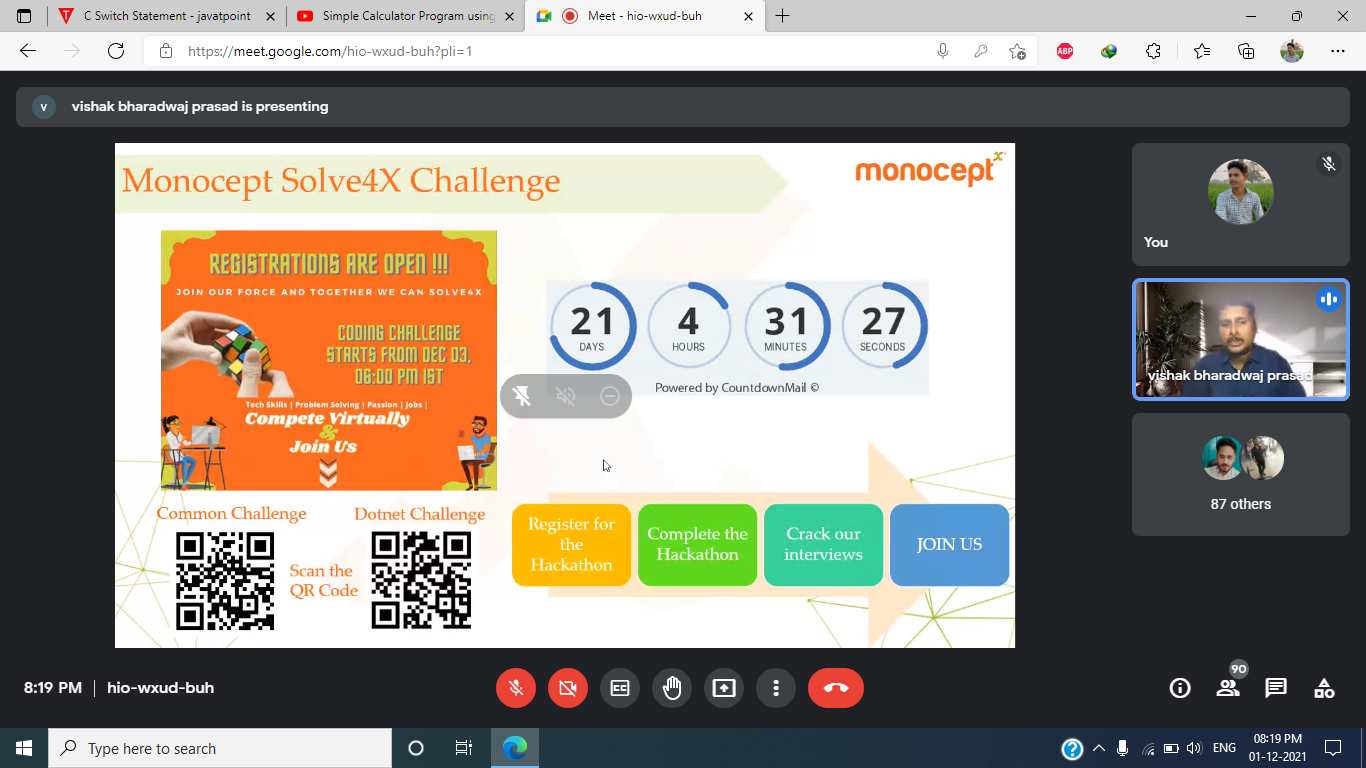 C Switch Statement - javatpoint
Simple Calculator Program using
Meet - hio-wxud-buh
https://meet.google.com/hio-wxud-buh?pli=1
ABP
v
vishak bharadwaj prasad is presenting
Monocept Solve4X Challenge
monocept x
REGISTRATIONS ARE OPEN !!!
JOIN OUR FORCE AND TOGETHER WE CAN SOLVE4X
CODING CHALLENGE
STARTS FROM DEC 03,
06:00 PM IST
Tech Skills | Problem Solving | Passion | Jobs |
Compete Virtually
&
Join Us
21
DAYS
4
HOURS
31
MINUTES
27
SECONDS
Powered by CountdownMail ©
Common Challenge
Dotnet Challenge
Scan the
QR Code
Register for
the
Hackathon
Complete the
Hackathon
Crack our
interviews
JOIN US
You
vishak bharadwaj prasad
87 others
8:19 PM | hio-wxud-buh
90
Type here to search
ENG
08:19 PM
01-12-2021